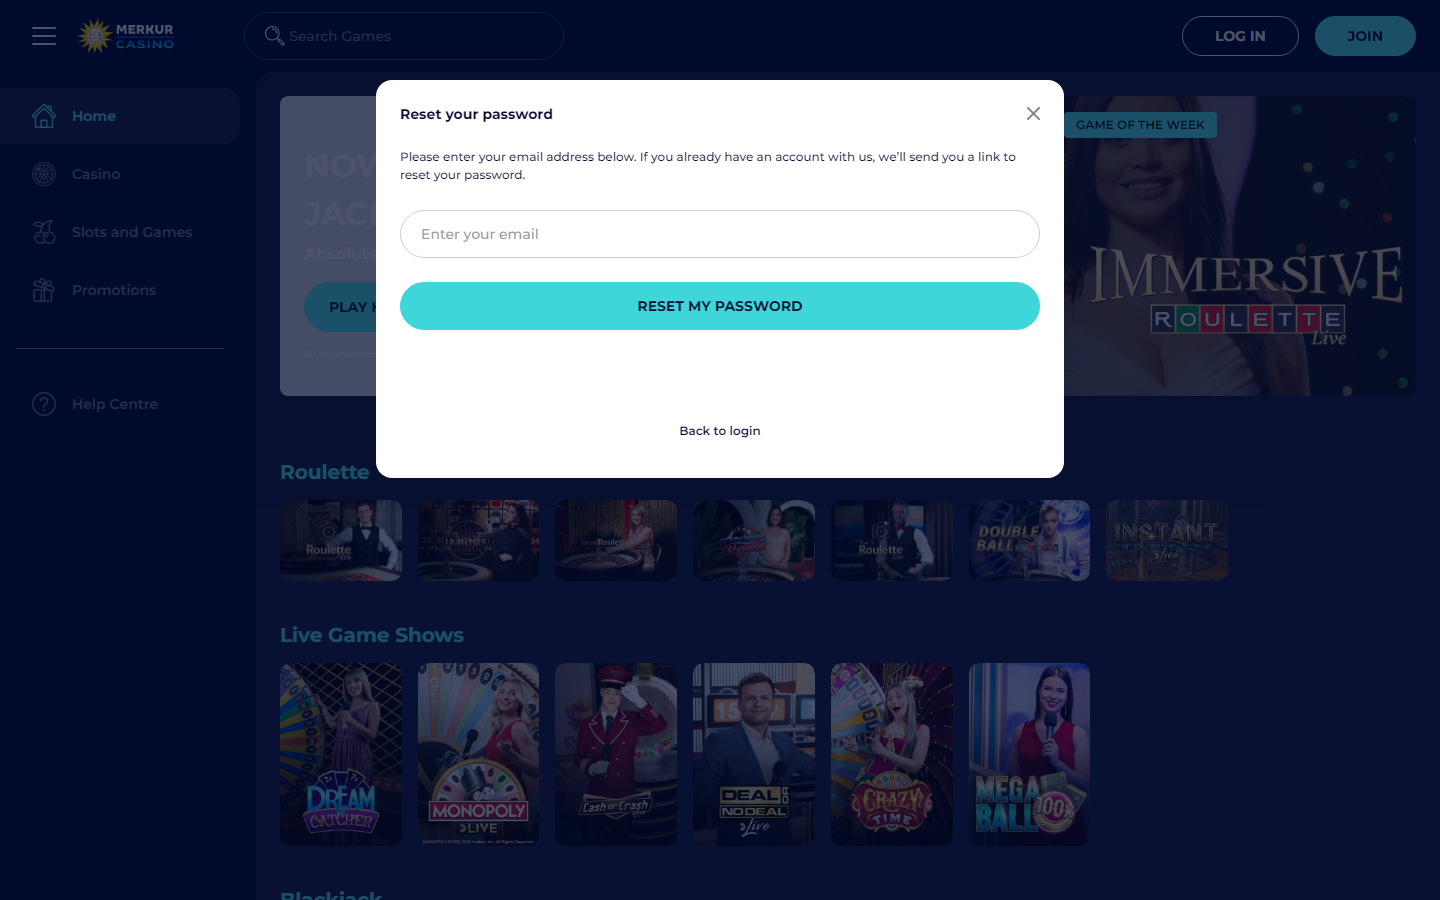 MERKUR
CASINO
Search Games
LOG IN
JOIN
Home
Casino
Slots and Games
Promotions
Help Centre
Reset your password
Please enter your email address below. If you already have an account with us, we'll send you a link to
reset your password.
Enter your email
RESET MY PASSWORD
Back to login
NOW
JACK
Absolute
PLAY
GAME OF THE WEEK
IMMERSIVE
ROULETTE
Live
Roulette
Roulette
Roulette
Roulette
DOUBLE
BALL
INSTANT
Live
Live Game Shows
DREAM
CATCHER
MONOPOLY
LIVE
Cash or Crash
DEAL OR
NO DEAL
Live
CRAZY
TIME
MEGA
BALL
100x
Blackjack